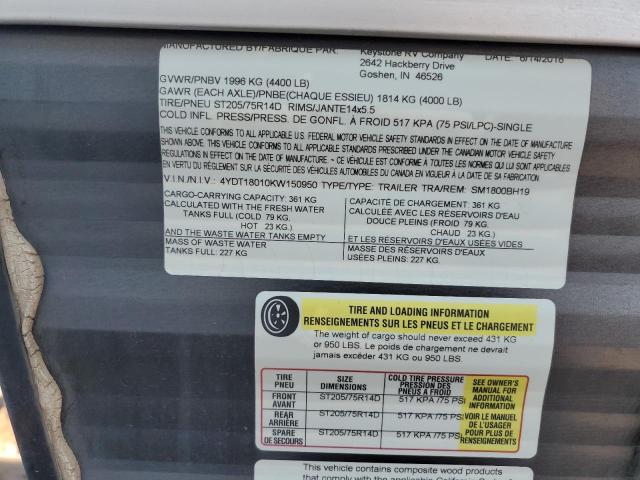 MANUFACTURED BY/FABRIQUE PAR: Keystone RV Company DATE: 6/14/2018
2642 Hackberry Drive
Goshen, IN 46526
GVWR/PNBV 1996 KG (4400 LB)
GAWR (EACH AXLE)/PNBE(CHAQUE ESSIEU) 1814 KG (4000 LB)
TIRE/PNEU ST205/75R14D RIMS/JANTE14x5.5
COLD INFL. PRESS/PRESS. DE GONFL. À FROID 517 KPA (75 PSI/LPC)-SINGLE
THIS VEHICLE CONFORMS TO ALL APPLICABLE U.S. FEDERAL MOTOR VEHICLE SAFETY STANDARDS IN EFFECT ON THE DATE OF
MANUFACTURE SHOWN ABOVE. THIS VEHICLE CONFORMS TO ALL APPLICABLE STANDARDS PRESCRIBED UNDER THE CANADIAN MOTOR VEHICLE SAFETY
REGULATIONS IN EFFECT ON THE DATE OF MANUFACTURE / CE VÉHICULE EST CONFORME À TOUTES LES NORMES QUI LUI SONT APPLICABLES
EN VERTU DU RÈGLEMENT SUR LA SÉCURITÉ DES VÉHICULES AUTOMOBILES DU CANADA EN VIGUEUR À LA DATE DE SA FABRICATION
V.I.N./N.I.V.: 4YDT18010KW150950 TYPE/TYPE: TRAILER TRA/REM: SM1800BH19
CARGO-CARRYING CAPACITY: 361 KG
CALCULATED WITH THE FRESH WATER
TANKS FULL (COLD: 79 KG.
HOT 23 KG.)
AND THE WASTE WATER TANKS EMPTY
MASS OF WASTE WATER
TANKS FULL: 227 KG
CAPACITÉ DE CHARGEMENT: 361 KG
CALCULÉE AVEC LES RÉSERVOIRS D'EAU
DOUCE PLEINS (FROID 79 KG.
CHAUD 23 KG.)
ET LES RÉSERVOIRS D'EAUX USÉES VIDES
MASSE DES RÉSERVOIRS D'EAUX
USÉES PLEINS: 227 KG.
TIRE AND LOADING INFORMATION
RENSEIGNEMENTS SUR LES PNEUS ET LE CHARGEMENT
The weight of cargo should never exceed 431 KG
or 950 LBS. Le poids de chargement ne devrait
jamais excéder 431 KG ou 950 LBS.
TIRE
PNEU
SIZE
DIMENSIONS
COLD TIRE PRESSURE
PRESSION DES
PNEUS A FROID
FRONT
AVANT
ST205/75R14D
517 KPA /75 PSI
REAR
ARRIÈRE
ST205/75R14D
517 KPA /75 PSI
SPARE
DE SECOURS
ST205/75R14D
517 KPA /75 PSI
SEE OWNER'S
MANUAL FOR
ADDITIONAL
INFORMATION
VOIR LE MANUEL
DE L'USAGER
POUR PLUS DE
RENSEIGNEMENTS
This vehicle contains composite wood products
that comply with the applicable California